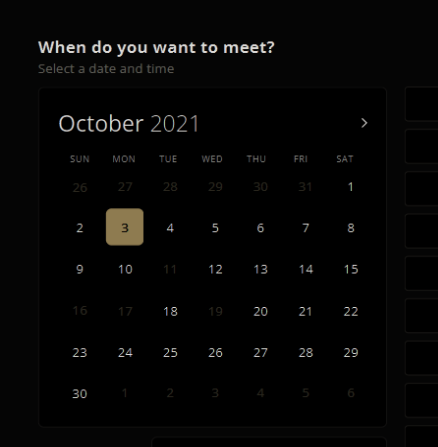 When do you want to meet?
Select a date and time
October 2021
SUN MON TUE WED THU FRI SAT
26 27 28 29 30 31 1
2 3 4 5 6 7 8
9 10 11 12 13 14 15
16 17 18 19 20 21 22
23 24 25 26 27 28 29
30 1 2 3 4 5 6